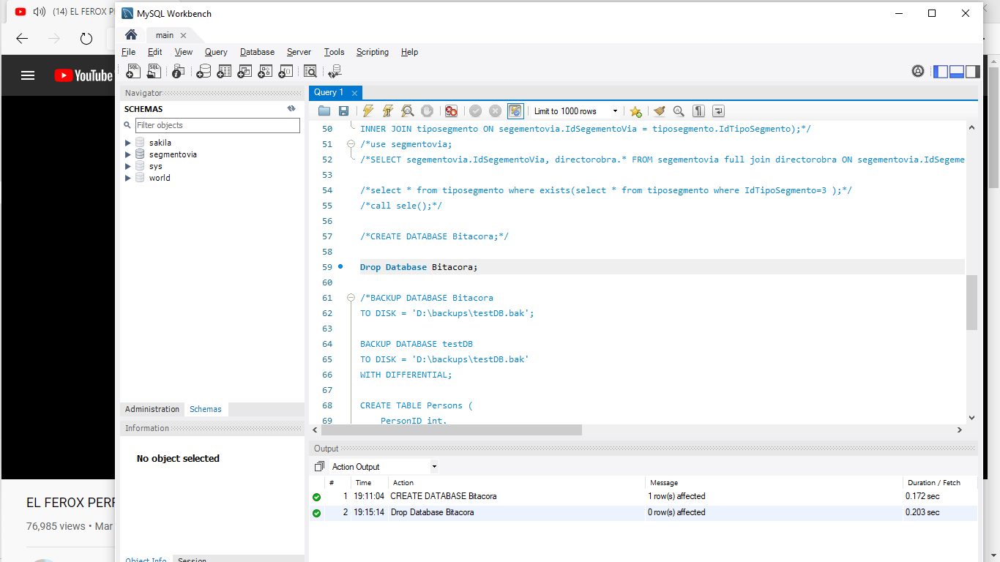 (14) EL FEROX PE
MySQL Workbench
main
File Edit View Query Database Server Tools Scripting Help
YouTube
Navigator
SCHEMAS
Filter objects
sakila
segmentovia
sys
world
Administration Schemas
Information
No object selected
Object Info Session
Query 1
Limit to 1000 rows
50 INNER JOIN tiposegmento ON segementovia.IdSegementoVia = tiposegmento.IdTipoSegmento);*/
51 /*use segmentovia;
52 /*SELECT segementovia.IdSegementoVia, directorobra.* FROM segementovia full join directorobra ON segementovia.IdSegeme
53
54 /*select * from tiposegmento where exists(select * from tiposegmento where IdTipoSegmento=3 );*/
55 /*call sele();*/
56
57 /*CREATE DATABASE Bitacora;*/
58
59 Drop Database Bitacora;
60
61 /*BACKUP DATABASE Bitacora
62 TO DISK = 'D:\backups\testDB.bak';
63
64 BACKUP DATABASE testDB
65 TO DISK = 'D:\backups\testDB.bak'
66 WITH DIFFERENTIAL;
67
68 CREATE TABLE Persons (
69 PersonID int,
Output
Action Output
# Time Action Message Duration / Fetch
1 19:11:04 CREATE DATABASE Bitacora 1 row(s) affected 0.172 sec
2 19:15:14 Drop Database Bitacora 0 row(s) affected 0.203 sec
EL FEROX PER
76,985 views • Mar